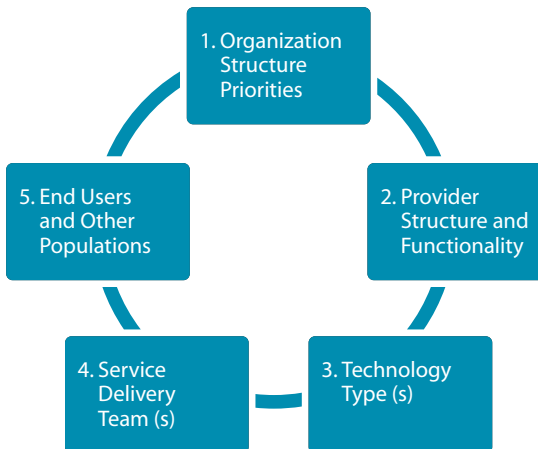 1. Organization
Structure
Priorities
2. Provider
Structure and
Functionality
3. Technology
Type (s)
4. Service
Delivery
Team (s)
5. End Users
and Other
Populations